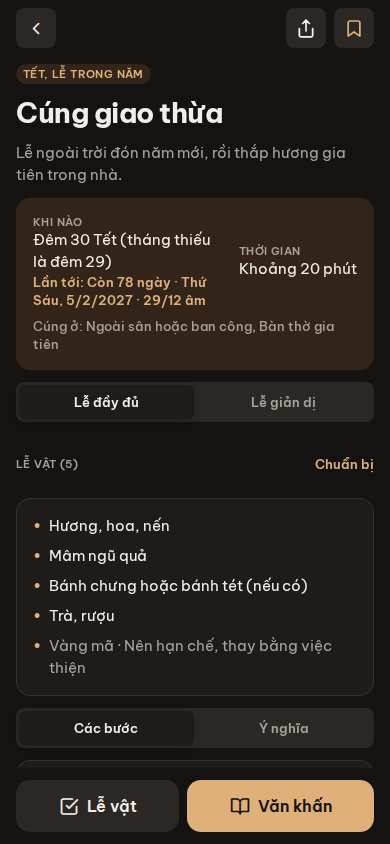 TẾT, LỄ TRONG NĂM
Cúng giao thừa
Lễ ngoài trời đón năm mới, rồi thắp hương gia
tiên trong nhà.
KHI NÀO
Đêm 30 Tết (tháng thiếu
là đêm 29)
Lần tới: Còn 78 ngày · Thứ
Sáu, 5/2/2027 · 29/12 âm
THỜI GIAN
Khoảng 20 phút
Cúng ở: Ngoài sân hoặc ban công, Bàn thờ gia
tiên
Lễ đầy đủ
Lễ giản dị
LỄ VẬT (5)
Chuẩn bị
• Hương, hoa, nến
• Mâm ngũ quả
• Bánh chưng hoặc bánh tét (nếu có)
• Trà, rượu
• Vàng mã · Nên hạn chế, thay bằng việc
thiện
Các bước
Ý nghĩa
Lễ vật
Văn khấn